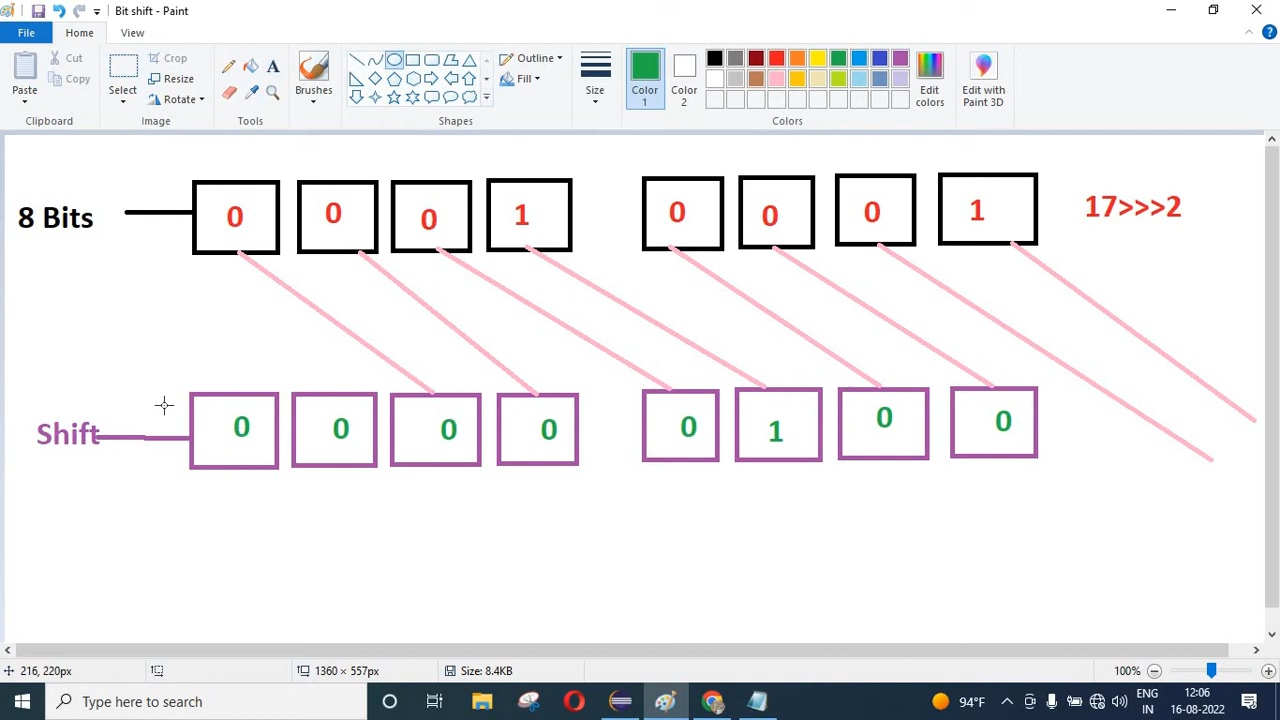 Bit shift - Paint
File
Home
View
Paste
Cut
Copy
Clipboard
Select
Crop
Resize
Rotate
Image
A
Tools
Brushes
Shapes
Outline
Fill
Size
Color 1
Color 2
Colors
Edit colors
Edit with Paint 3D
8 Bits 0 0 0 1 0 0 0 1 17>>>2
Shift 0 0 0 0 0 1 0 0
216, 220px
1360 × 557px
Size: 8.4KB
100%
Type here to search
94°F
ENG
IN
12:06
16-08-2022